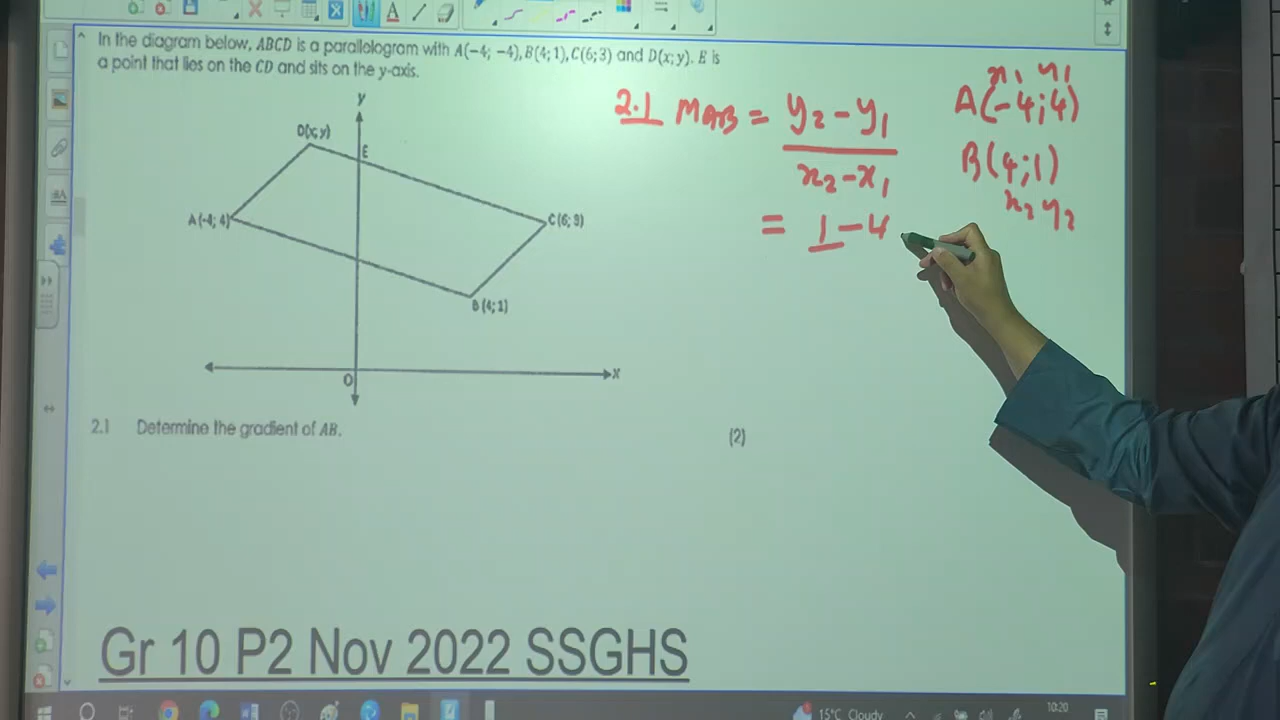 In the diagram below, ABCD is a parallelogram with A(−4; −4), B(4; 1), C(6; 3) and D(x; y). E is
a point that lies on the CD and sits on the y-axis.
y
D(x; y)
E
A (-4; 4)
C (6; 3)
B (4; 1)
O
x
2.1 Determine the gradient of AB.
(2)
2.1 MAB = y2 − y1
x2 − x1
= 1 − 4
x1 y1
A(−4;4)
B(4;1)
x2 y2
Gr 10 P2 Nov 2022 SSGHS
15°C Cloudy
10:20